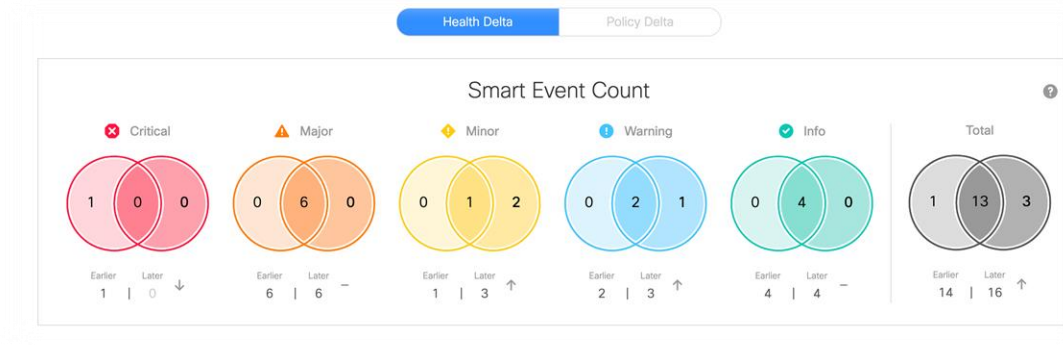 Health Delta Policy Delta
Smart Event Count
Critical Major Minor Warning Info Total
1 0 0 0 6 0 0 1 2 0 2 1 0 4 0 1 13 3
Earlier Later Earlier Later Earlier Later Earlier Later Earlier Later Earlier Later
1 | 0 6 | 6 1 | 3 2 | 3 4 | 4 14 | 16